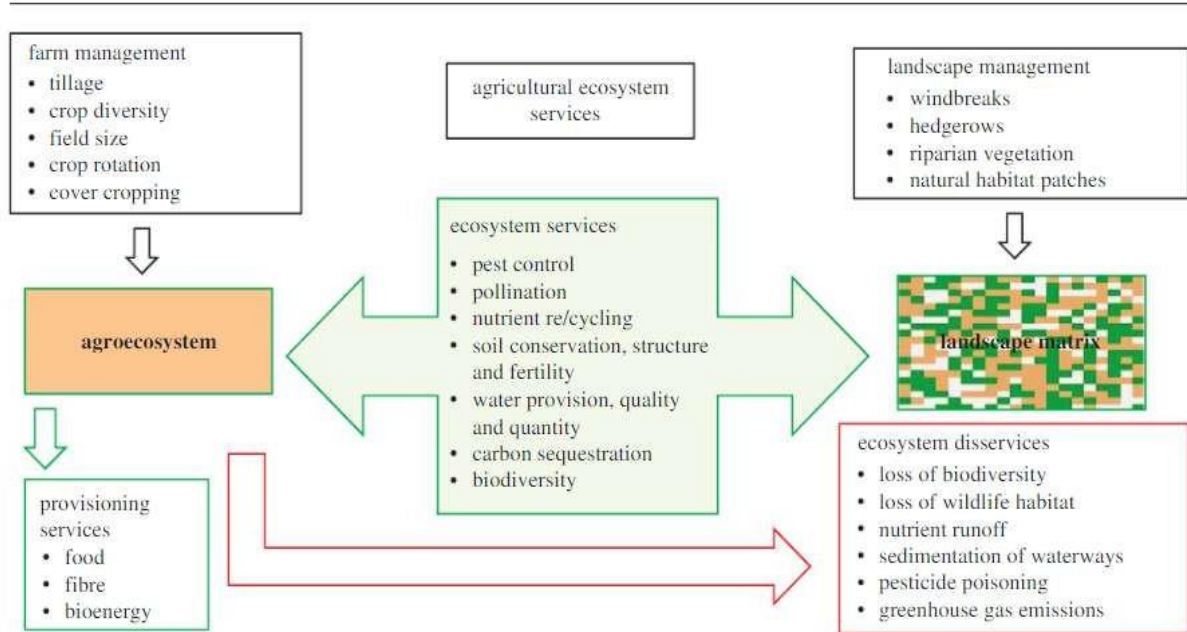 farm management
• tillage
• crop diversity
• field size
• crop rotation
• cover cropping
agricultural ecosystem
services
landscape management
• windbreaks
• hedgerows
• riparian vegetation
• natural habitat patches
ecosystem services
• pest control
• pollination
• nutrient re/cycling
• soil conservation, structure
and fertility
• water provision, quality
and quantity
• carbon sequestration
• biodiversity
agroecosystem
landscape matrix
provisioning
services
• food
• fibre
• bioenergy
ecosystem disservices
• loss of biodiversity
• loss of wildlife habitat
• nutrient runoff
• sedimentation of waterways
• pesticide poisoning
• greenhouse gas emissions